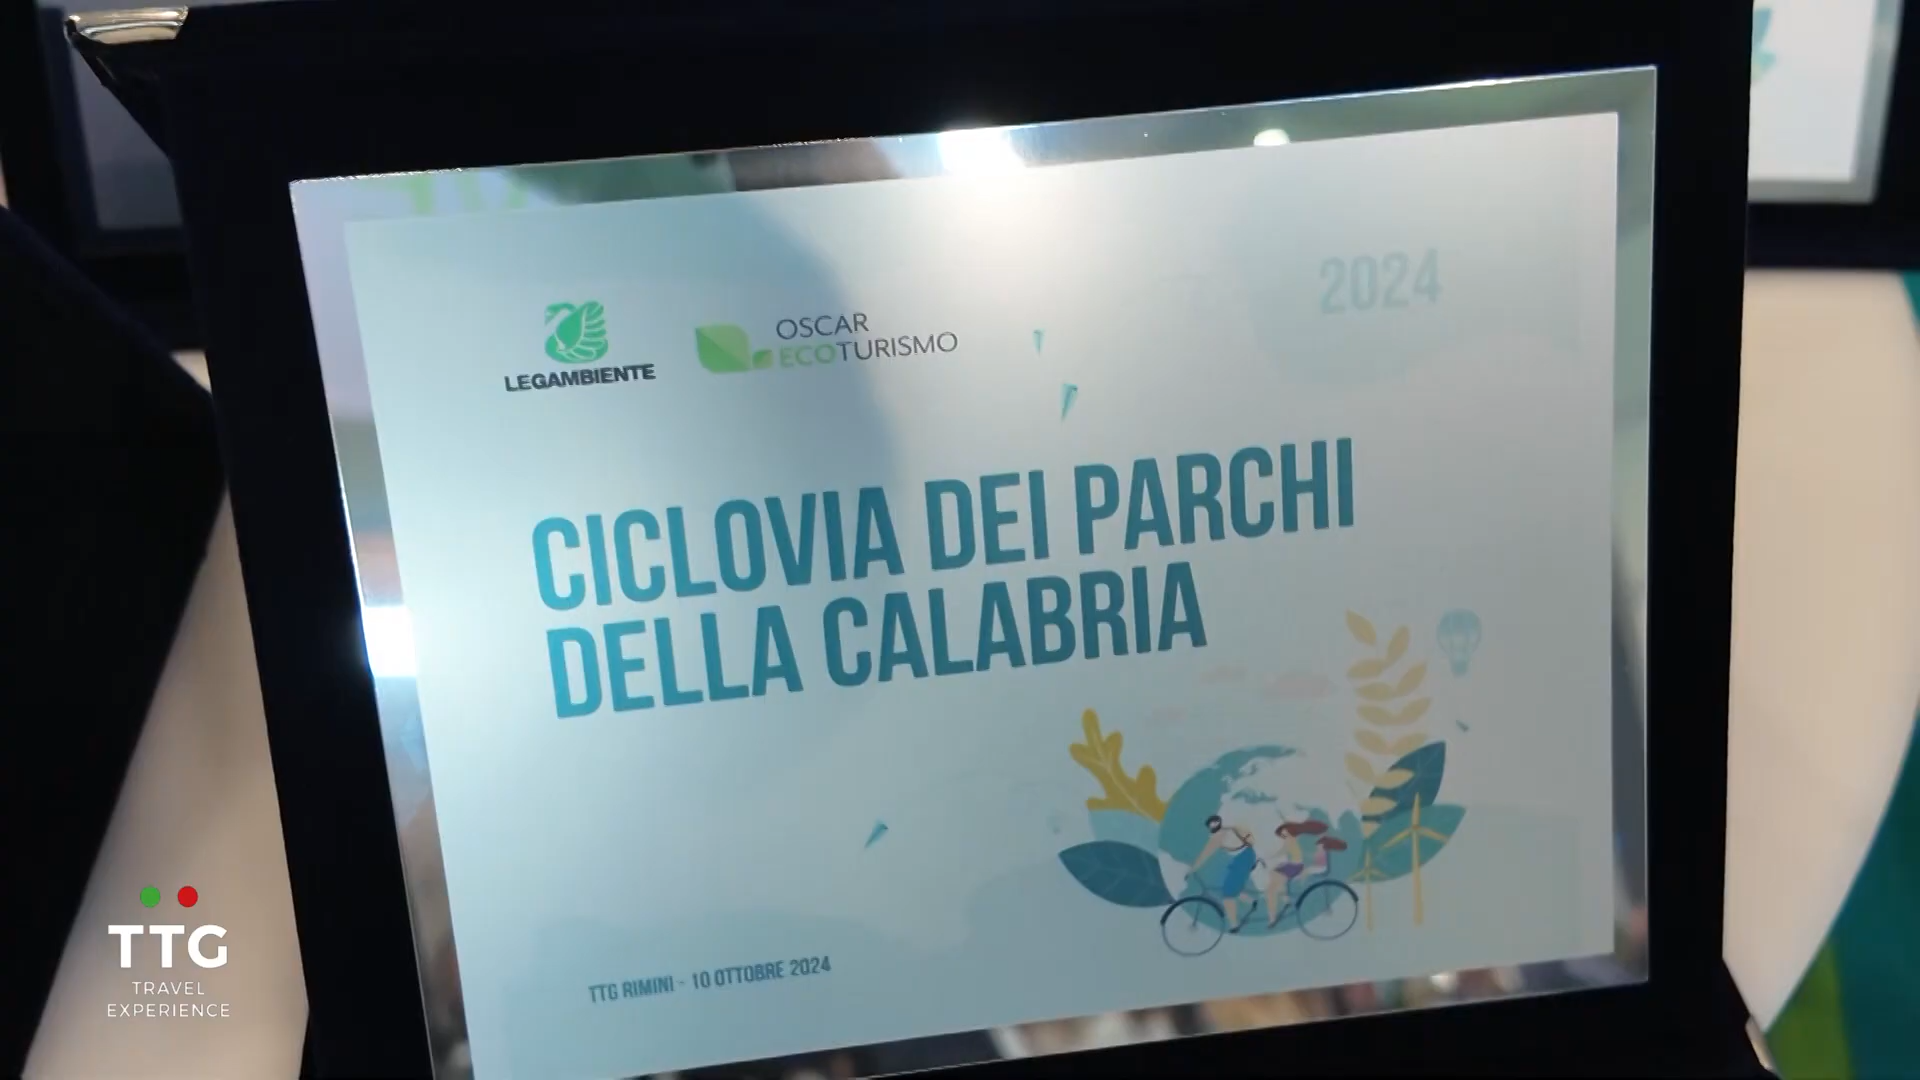 2024
LEGAMBIENTE
OSCAR
ECOTURISMO
CICLOVIA DEI PARCHI
DELLA CALABRIA
TTG RIMINI - 10 OTTOBRE 2024
TTG
TRAVEL
EXPERIENCE